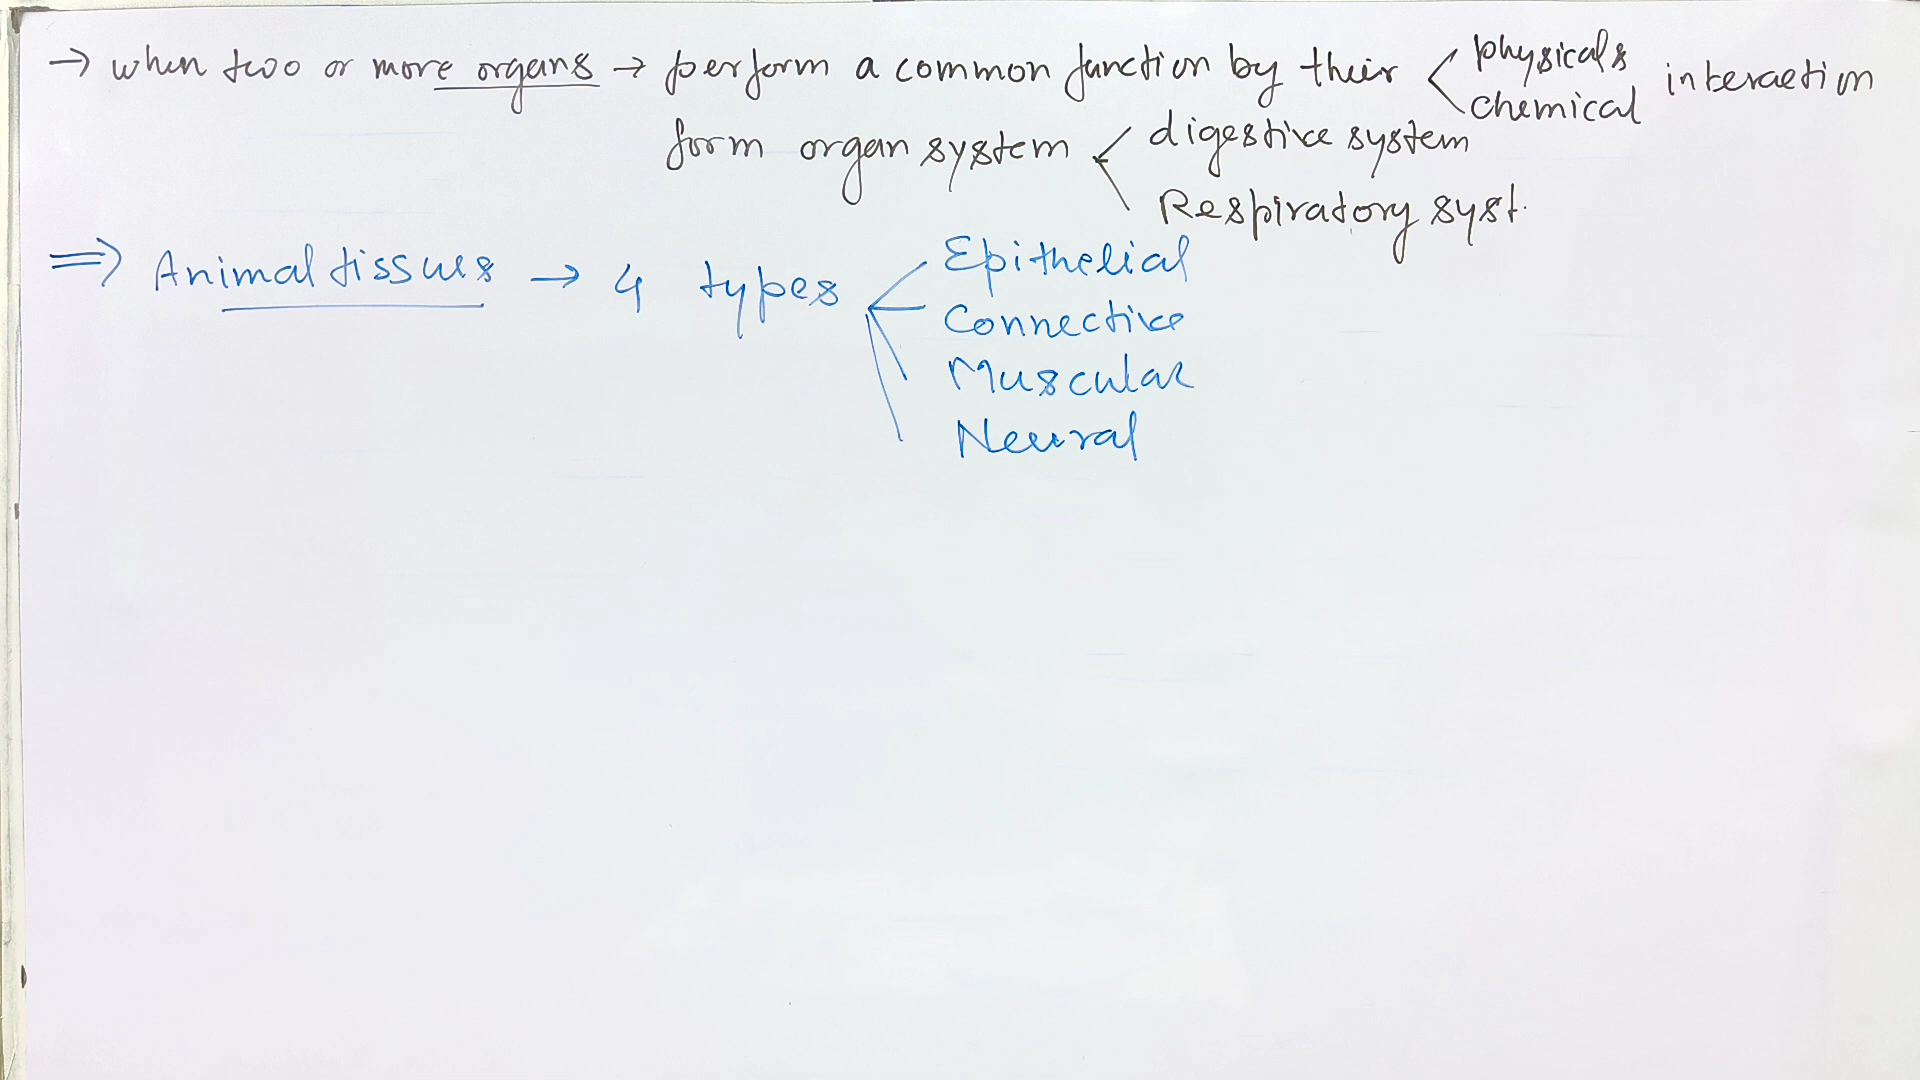 → when two or more organs → perform a common function by their < physical & interaction
chemical
form organ system < digestive system
Respiratory syst.
⇒ Animal tissues → 4 types Epithelial
Connective
Muscular
Neural